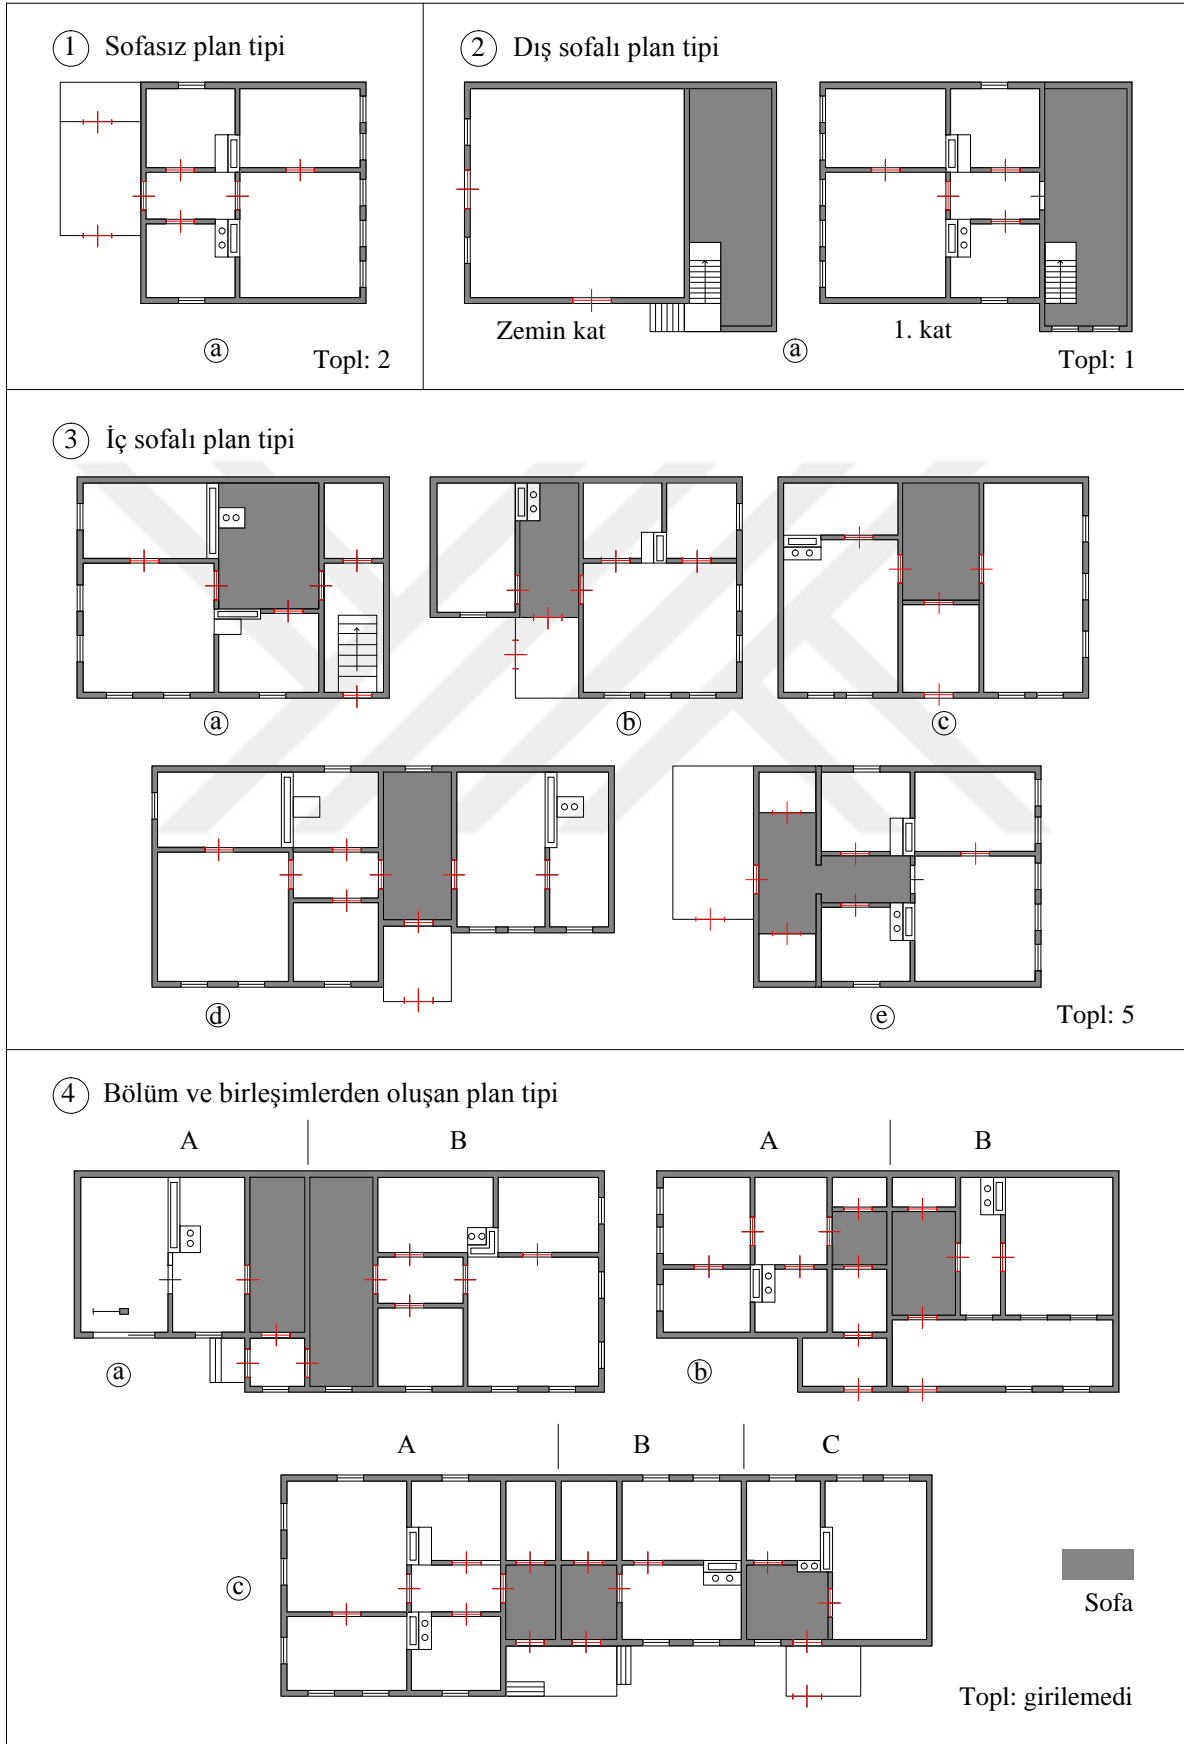 1 Sofasız plan tipi
2 Dış sofalı plan tipi
Zemin kat
1. kat
a
Topl: 2
a
Topl: 1
3 İç sofalı plan tipi
a
b
c
d
e
Topl: 5
4 Bölüm ve birleşimlerden oluşan plan tipi
A
B
A
B
a
b
A
B
C
c
Sofa
Topl: girilemedi